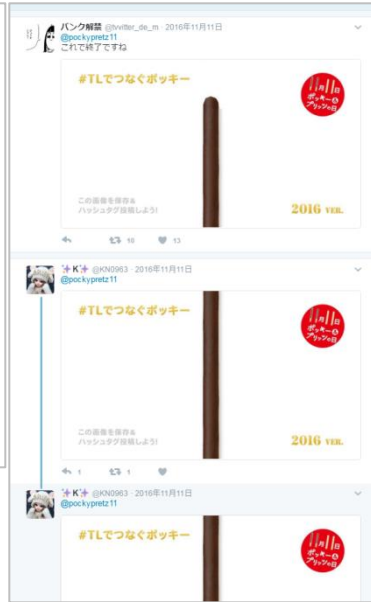 バンク解禁 @tvvitter_de_m · 2016年11月11日
@pockypretz11
これで終了ですね
#TLでつなぐポッキー
11月11日
ポッキー&
プリッツの日
この画像を保存&
ハッシュタグ投稿しよう!
2016 VER.
10 13
K @KN0963 · 2016年11月11日
@pockypretz11
#TLでつなぐポッキー
11月11日
ポッキー&
プリッツの日
この画像を保存&
ハッシュタグ投稿しよう!
2016 VER.
1 1
K @KN0963 · 2016年11月11日
@pockypretz11
#TLでつなぐポッキー
11月11日
ポッキー&
プリッツの日